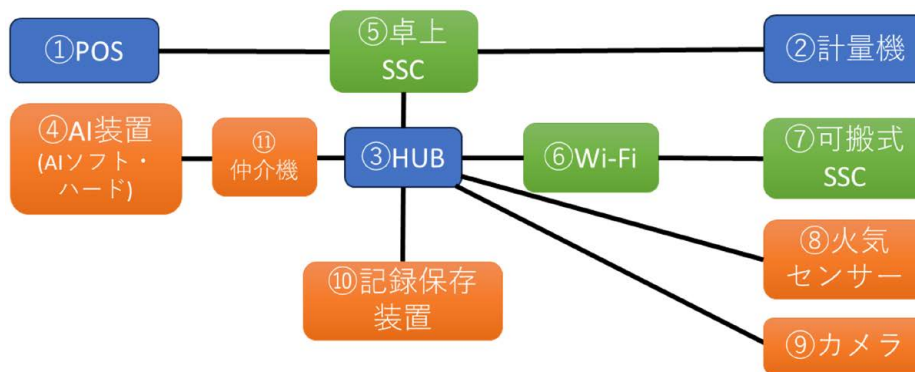 ①POS
⑤卓上
SSC
②計量機
④AI装置
(AIソフト・
ハード)
⑪
仲介機
③HUB
⑥Wi-Fi
⑦可搬式
SSC
⑧火気
センサー
⑩記録保存
装置
⑨カメラ